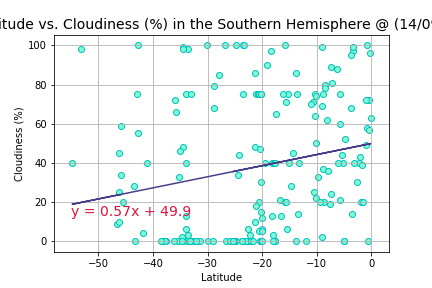 itude vs. Cloudiness (%) in the Southern Hemisphere @ (14/09
Cloudiness (%)
100
80
60
40
20
0
y = 0.57x + 49.9
−50 −40 −30 −20 −10 0
Latitude